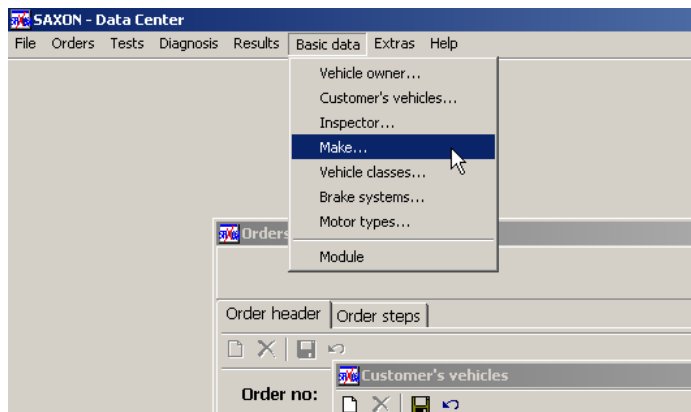 SAXON - Data Center
File Orders Tests Diagnosis Results Basic data Extras Help
Vehicle owner...
Customer's vehicles...
Inspector...
Make...
Vehicle classes...
Brake systems...
Motor types...
Module
Orders
Order header Order steps
Customer's vehicles
Order no: